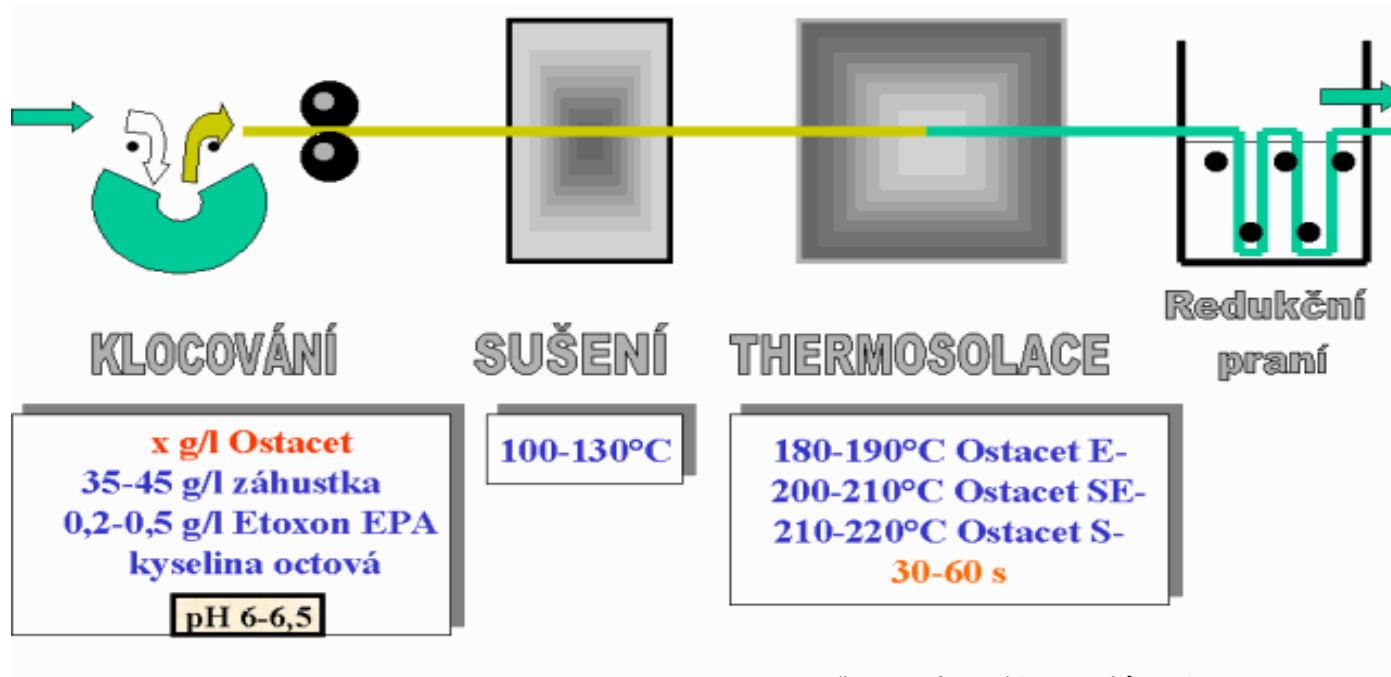 KLOCOVÁNÍ
x g/l Ostacet
35-45 g/l záhustka
0,2-0,5 g/l Etoxon EPA
kyselina octová
pH 6-6,5
SUŠENÍ
100-130°C
THERMOSOLACE
180-190°C Ostacet E-
200-210°C Ostacet SE-
210-220°C Ostacet S-
30-60 s
Redukční
praní